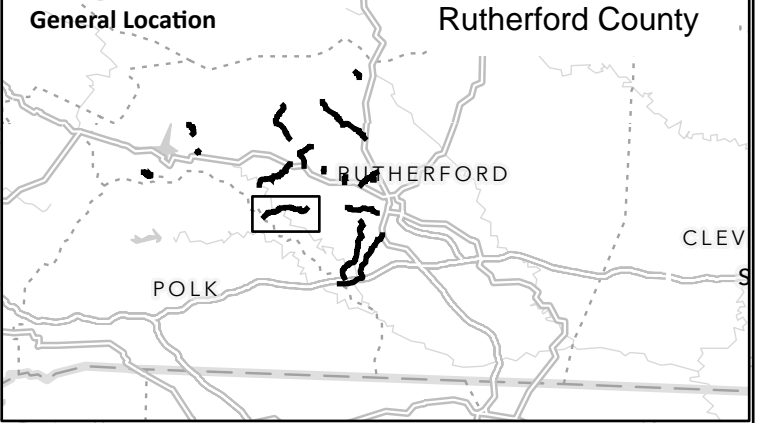 General Location
Rutherford County
RUTHERFORD
CLEV
S
POLK